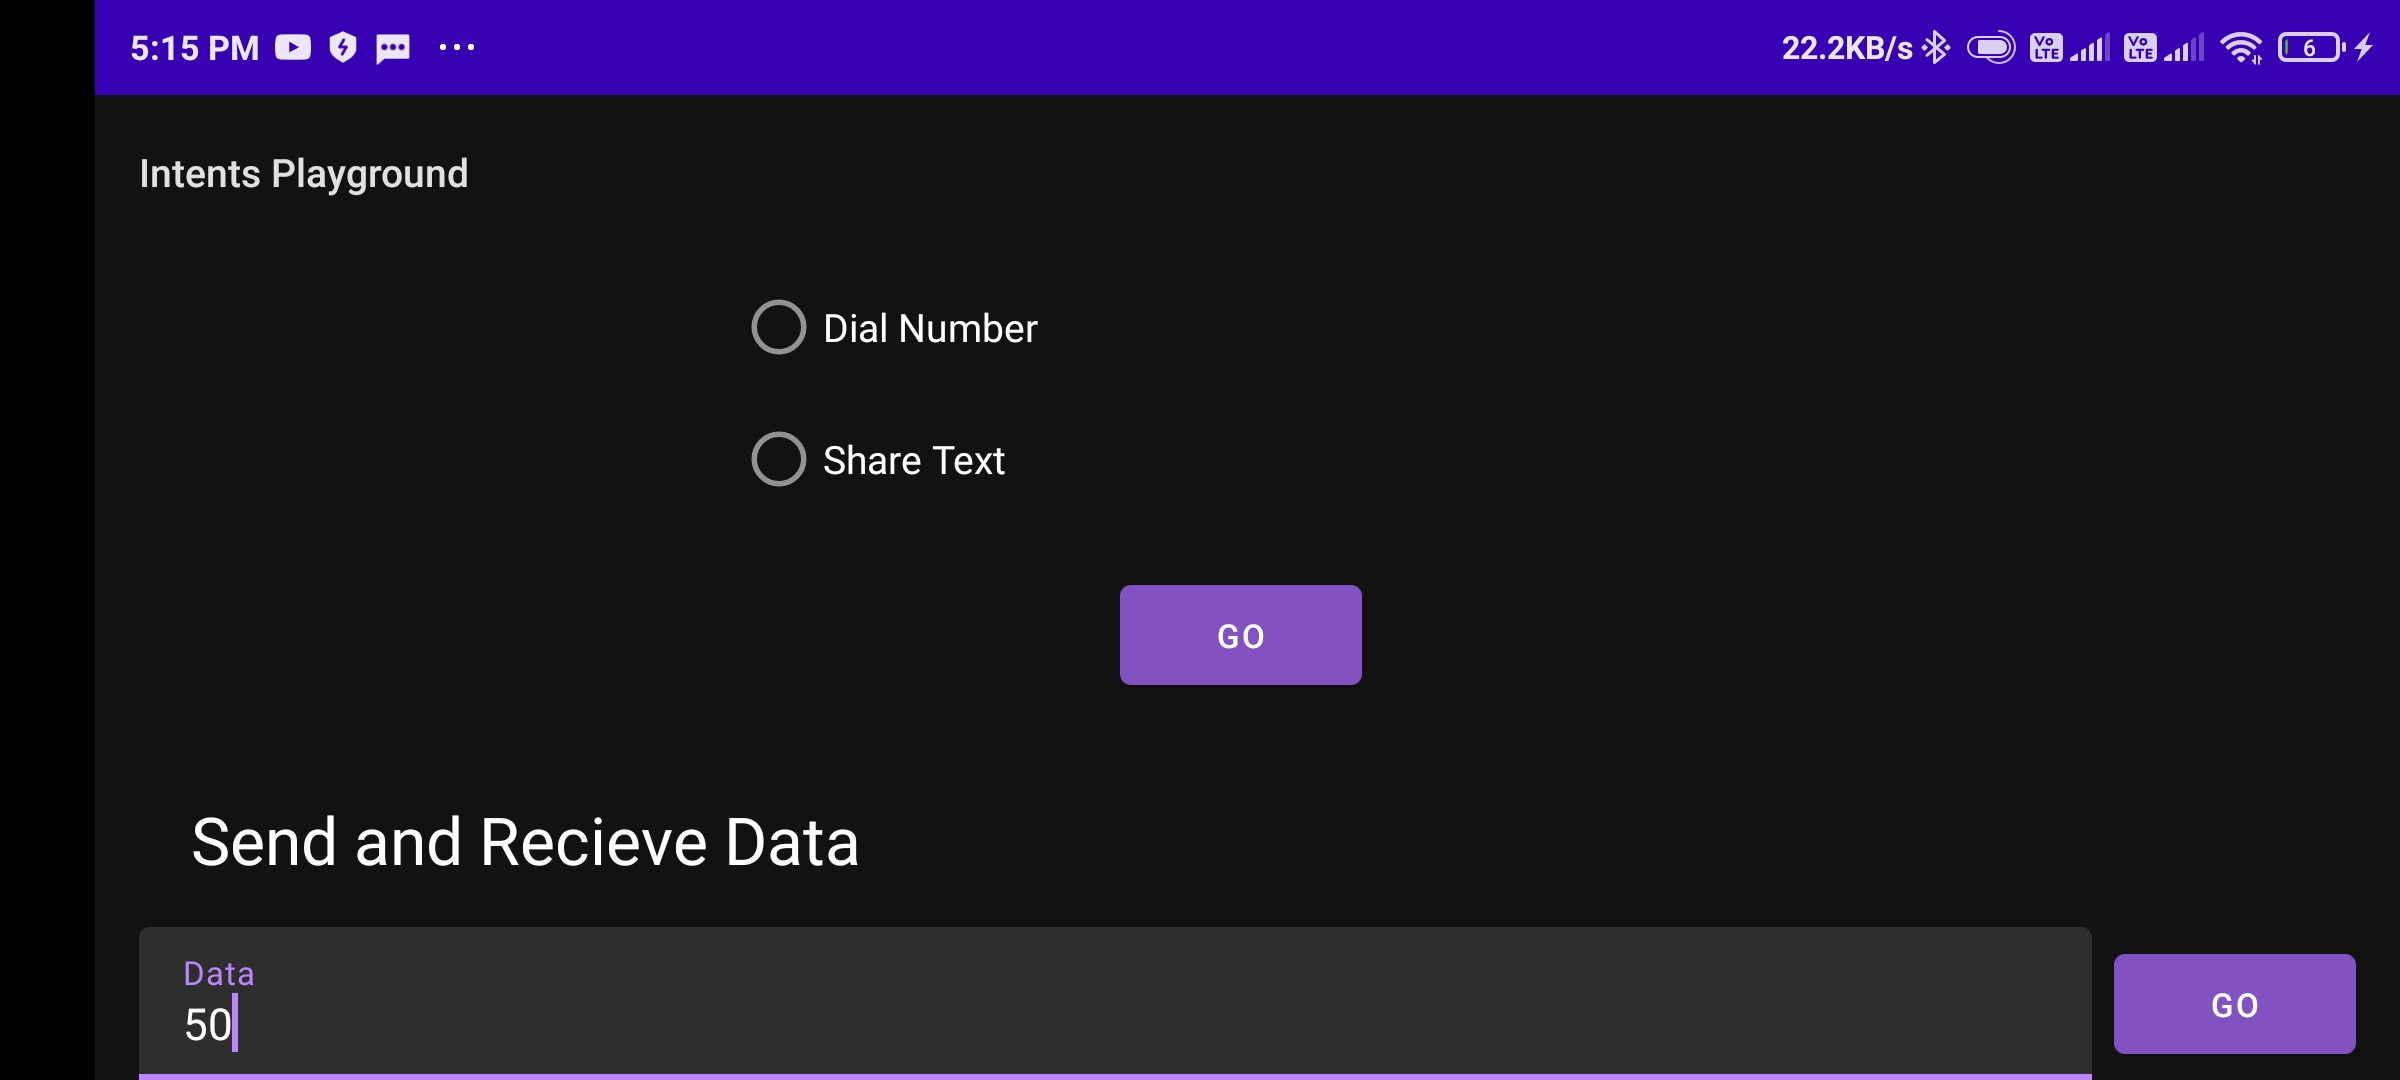 5:15 PM ... 22.2KB/s Vo LTE Vo LTE 6
Intents Playground
Dial Number
Share Text
GO
Send and Recieve Data
Data
50
GO